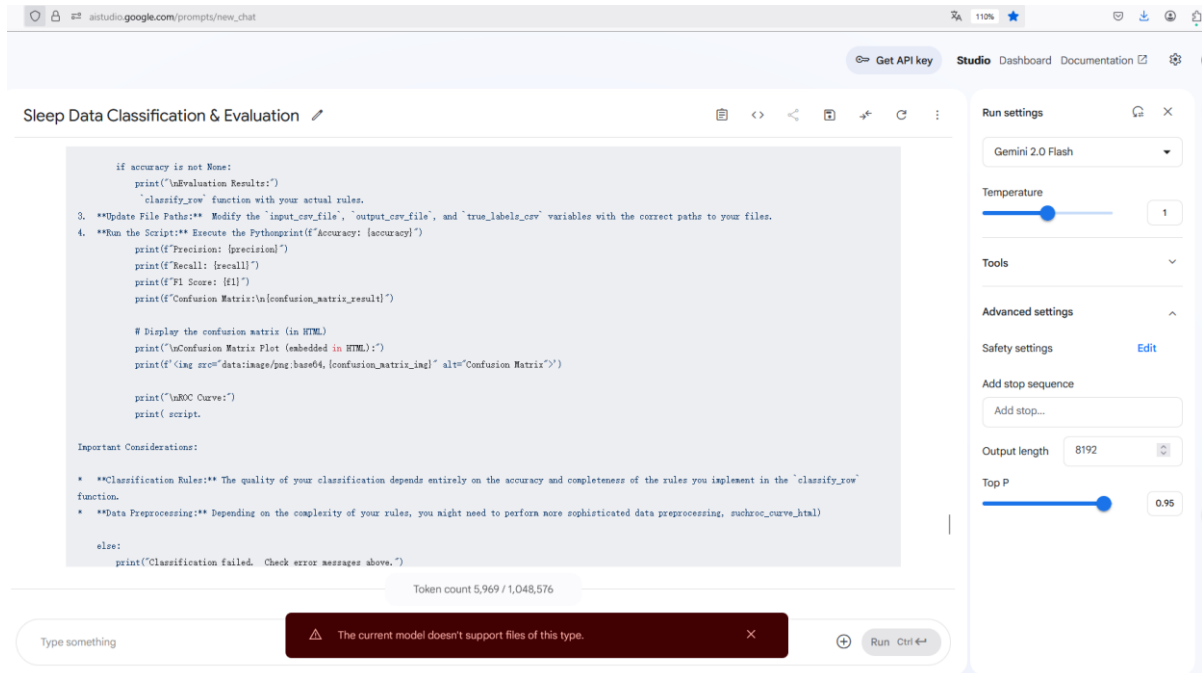 aistudio.google.com/prompts/new_chat
110%
Get API key
Studio Dashboard Documentation
Sleep Data Classification & Evaluation
if accuracy is not None:
print("\nEvaluation Results:")
`classify_row` function with your actual rules.
3. **Update File Paths:** Modify the `input_csv_file`, `output_csv_file`, and `true_labels_csv` variables with the correct paths to your files.
4. **Run the Script:** Execute the Pythonprint(f"Accuracy: {accuracy}")
print(f"Precision: {precision}")
print(f"Recall: {recall}")
print(f"F1 Score: {f1}")
print(f"Confusion Matrix:\n{confusion_matrix_result}")
# Display the confusion matrix (in HTML)
print("\nConfusion Matrix Plot (embedded in HTML):")
print(f'<img src="data:image/png;base64,{confusion_matrix_img}" alt="Confusion Matrix">')
print("\nROC Curve:")
print( script.
Important Considerations:
* **Classification Rules:** The quality of your classification depends entirely on the accuracy and completeness of the rules you implement in the `classify_row`
function.
* **Data Preprocessing:** Depending on the complexity of your rules, you might need to perform more sophisticated data preprocessing, suchroc_curve_html)
else:
print("Classification failed. Check error messages above.")
Token count 5,969 / 1,048,576
Type something
The current model doesn't support files of this type.
Run Ctrl
Run settings
Gemini 2.0 Flash
Temperature
1
Tools
Advanced settings
Safety settings Edit
Add stop sequence
Add stop...
Output length 8192
Top P
0.95